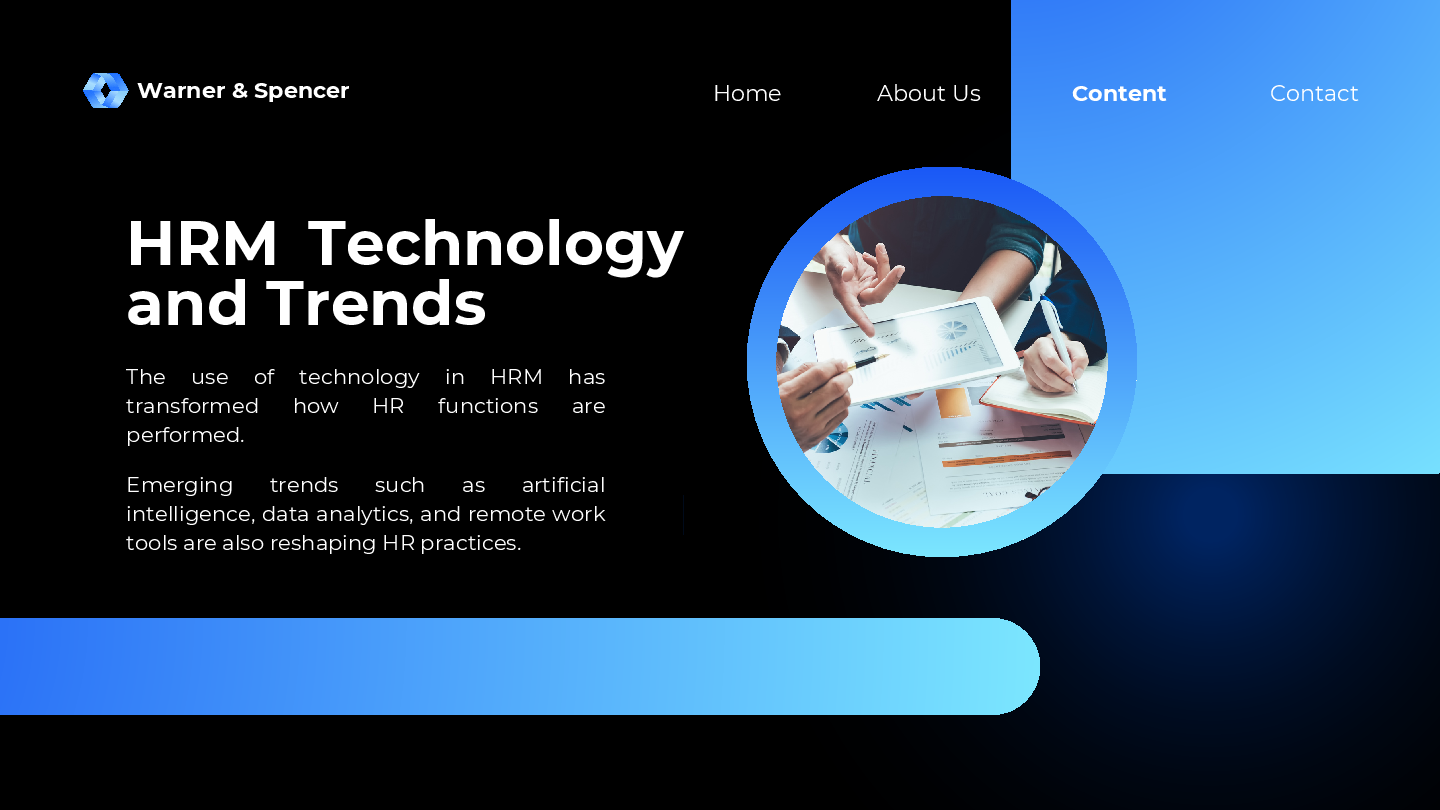 Warner & Spencer
Home
About Us
Content
Contact
HRM Technology
and Trends
The use of technology in HRM has
transformed how HR functions are
performed.
Emerging trends such as artificial
intelligence, data analytics, and remote work
tools are also reshaping HR practices.